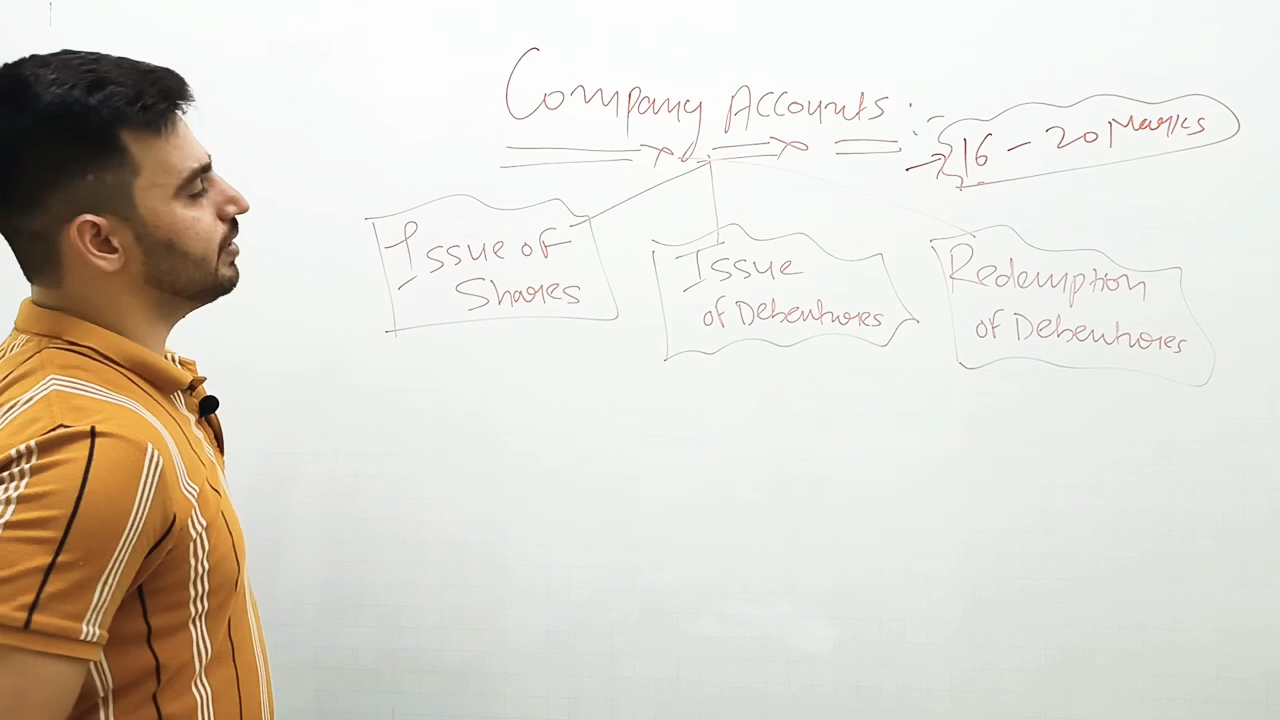 Company Accounts :-
16 - 20 Marks
Issue of
Shares
Issue
of Debentures
Redemption
of Debentures